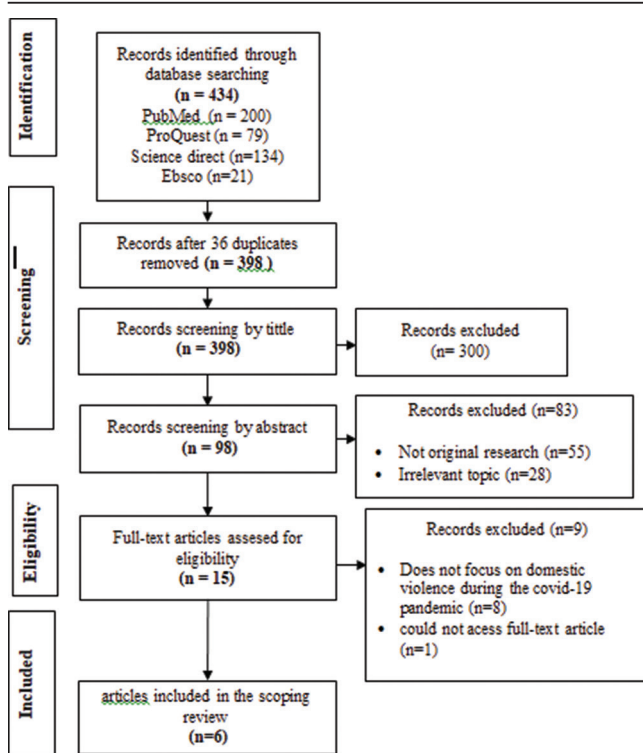 Identification
Records identified through
database searching
(n = 434)
PubMed (n = 200)
ProQuest (n = 79)
Science direct (n=134)
Ebsco (n=21)
Screening
Records after 36 duplicates
removed (n = 398 )
Records screening by tittle
(n = 398)
Records excluded
(n= 300)
Records screening by abstract
(n = 98)
Records excluded (n=83)
• Not original research (n=55)
• Irrelevant topic (n=28)
Eligibility
Full-text articles assesed for
eligibility
(n = 15)
Records excluded (n=9)
• Does not focus on domestic
violence during the covid-19
pandemic (n=8)
• could not acess full-text article
(n=1)
Included
articles included in the scoping
review
(n=6)